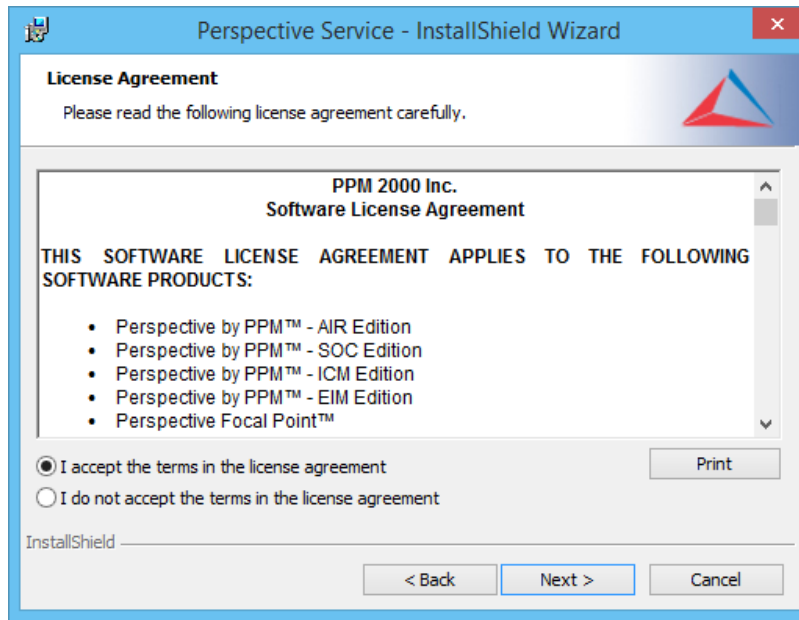 Perspective Service - InstallShield Wizard
License Agreement
Please read the following license agreement carefully.
PPM 2000 Inc.
Software License Agreement
THIS SOFTWARE LICENSE AGREEMENT APPLIES TO THE FOLLOWING
SOFTWARE PRODUCTS:
• Perspective by PPM™ - AIR Edition
• Perspective by PPM™ - SOC Edition
• Perspective by PPM™ - ICM Edition
• Perspective by PPM™ - EIM Edition
• Perspective Focal Point™
I accept the terms in the license agreement
Print
I do not accept the terms in the license agreement
InstallShield
< Back Next > Cancel